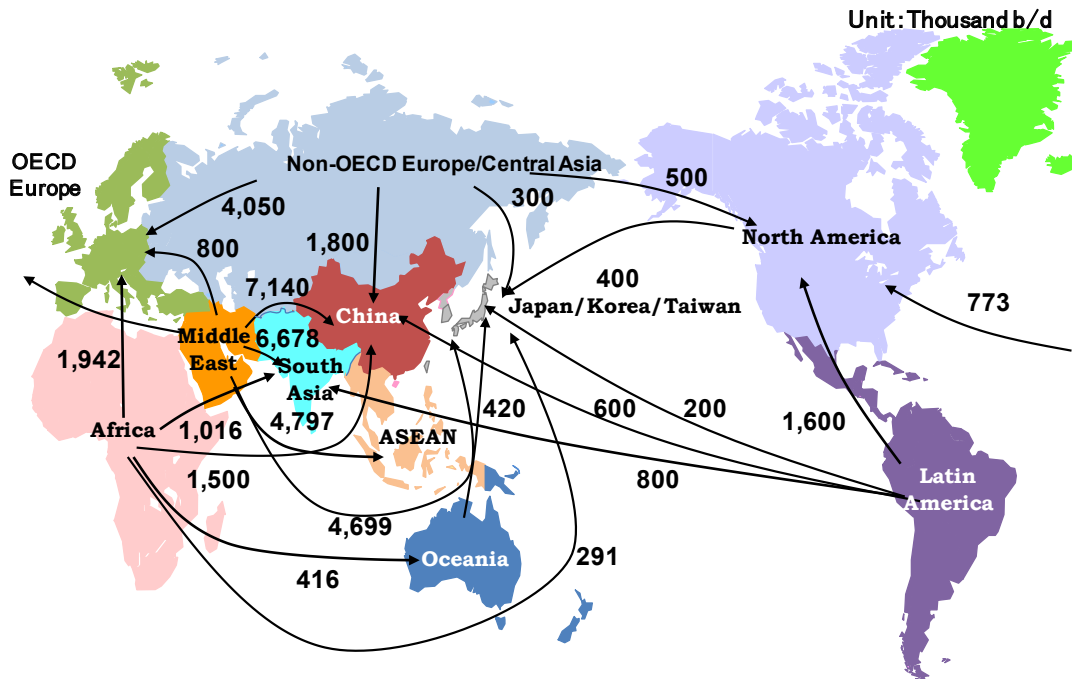 Unit: Thousand b/d
OECD
Europe
Non-OECD Europe/Central Asia
500
300
4,050
North America
800
1,800
7,140
400
Japan/Korea/Taiwan
773
China
Middle
East
6,678
South
Asia
1,942
Africa
1,016
4,797
ASEAN
420
600
200
1,600
1,500
800
Latin
America
4,699
Oceania
291
416